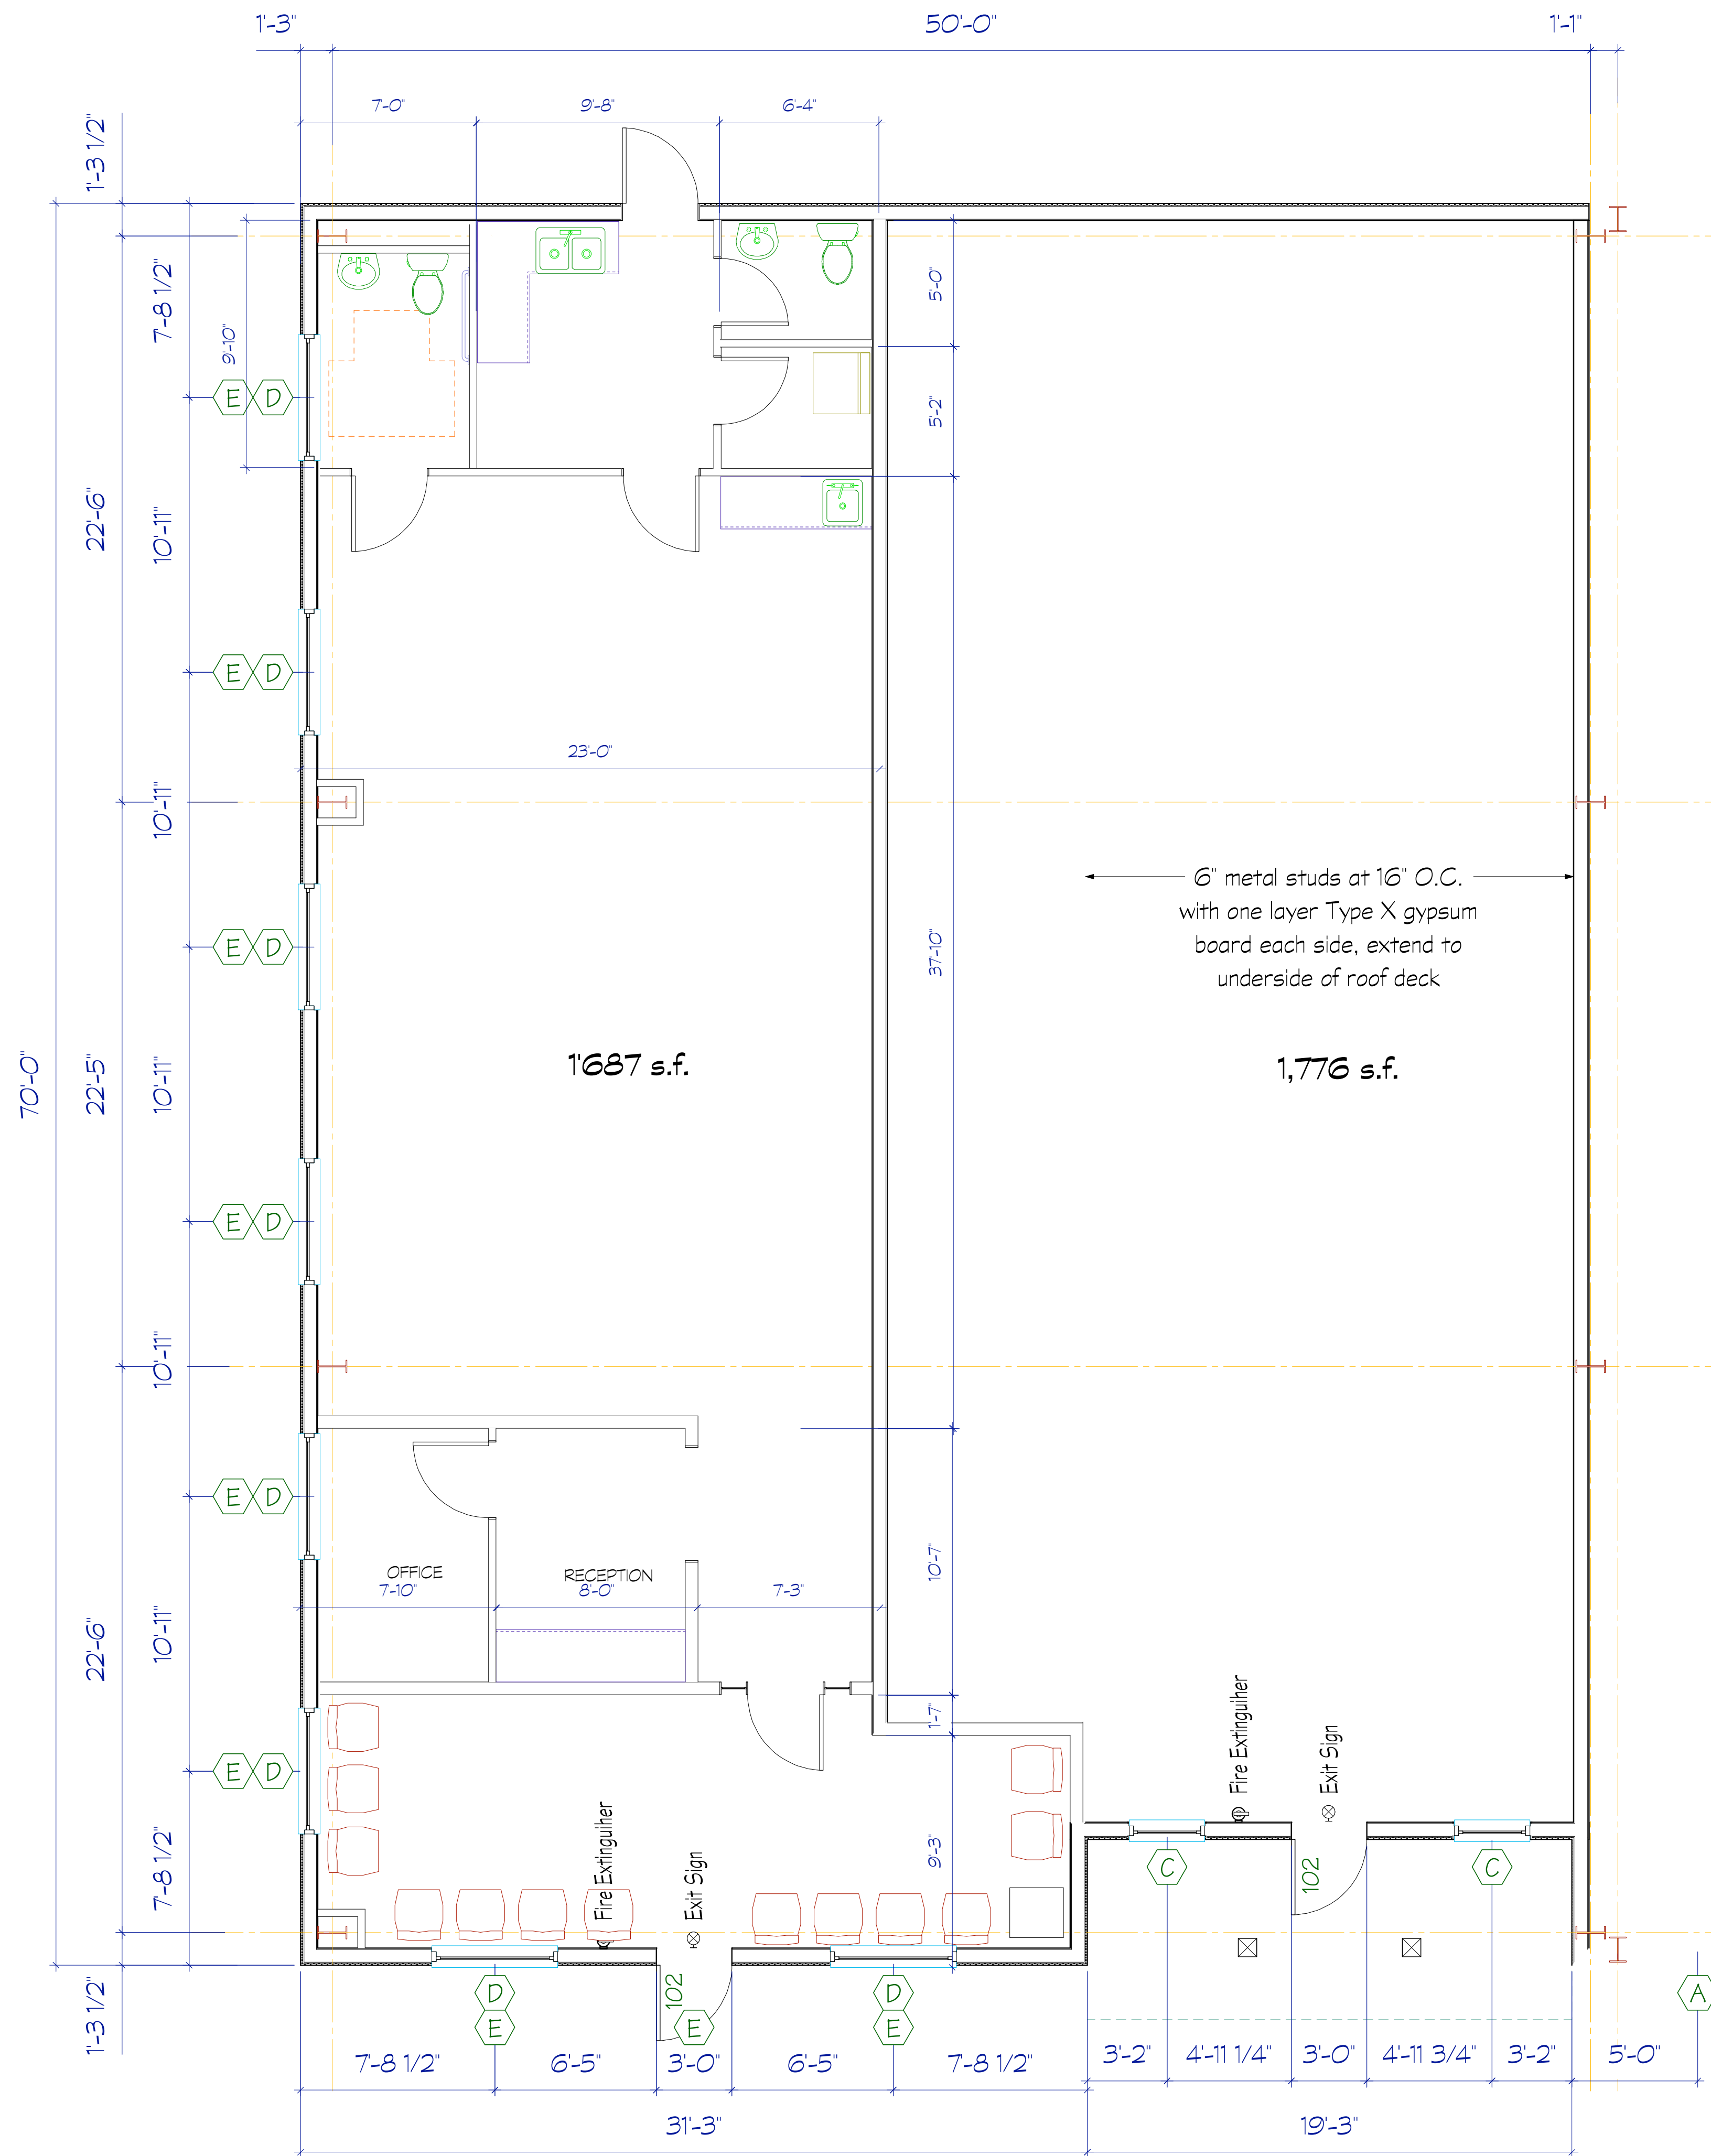 1'-3"
50'-0"
1'-1"
7'-0"
9'-8"
6'-4"
1'-3 1/2"
7'-8 1/2"
9'-10"
5'-0"
E D
5'-2"
22'-6"
10'-11"
E D
23'-0"
10'-11"
6" metal studs at 16" O.C.
with one layer Type X gypsum
board each side, extend to
underside of roof deck
E D
37'-10"
70'-0"
22'-5"
10'-11"
1'687 s.f.
1,776 s.f.
E D
10'-11"
E D
OFFICE
7'-10"
RECEPTION
8'-0"
7'-3"
10'-7"
22'-6"
10'-11"
1'-7"
Fire Extinguiher
Exit Sign
E D
7'-8 1/2"
Fire Extinguiher
Exit Sign
9'-3"
C
102
C
1'-3 1/2"
D
E
102
E
D
E
A
7'-8 1/2"
6'-5"
3'-0"
6'-5"
7'-8 1/2"
3'-2"
4'-11 1/4"
3'-0"
4'-11 3/4"
3'-2"
5'-0"
31'-3"
19'-3"